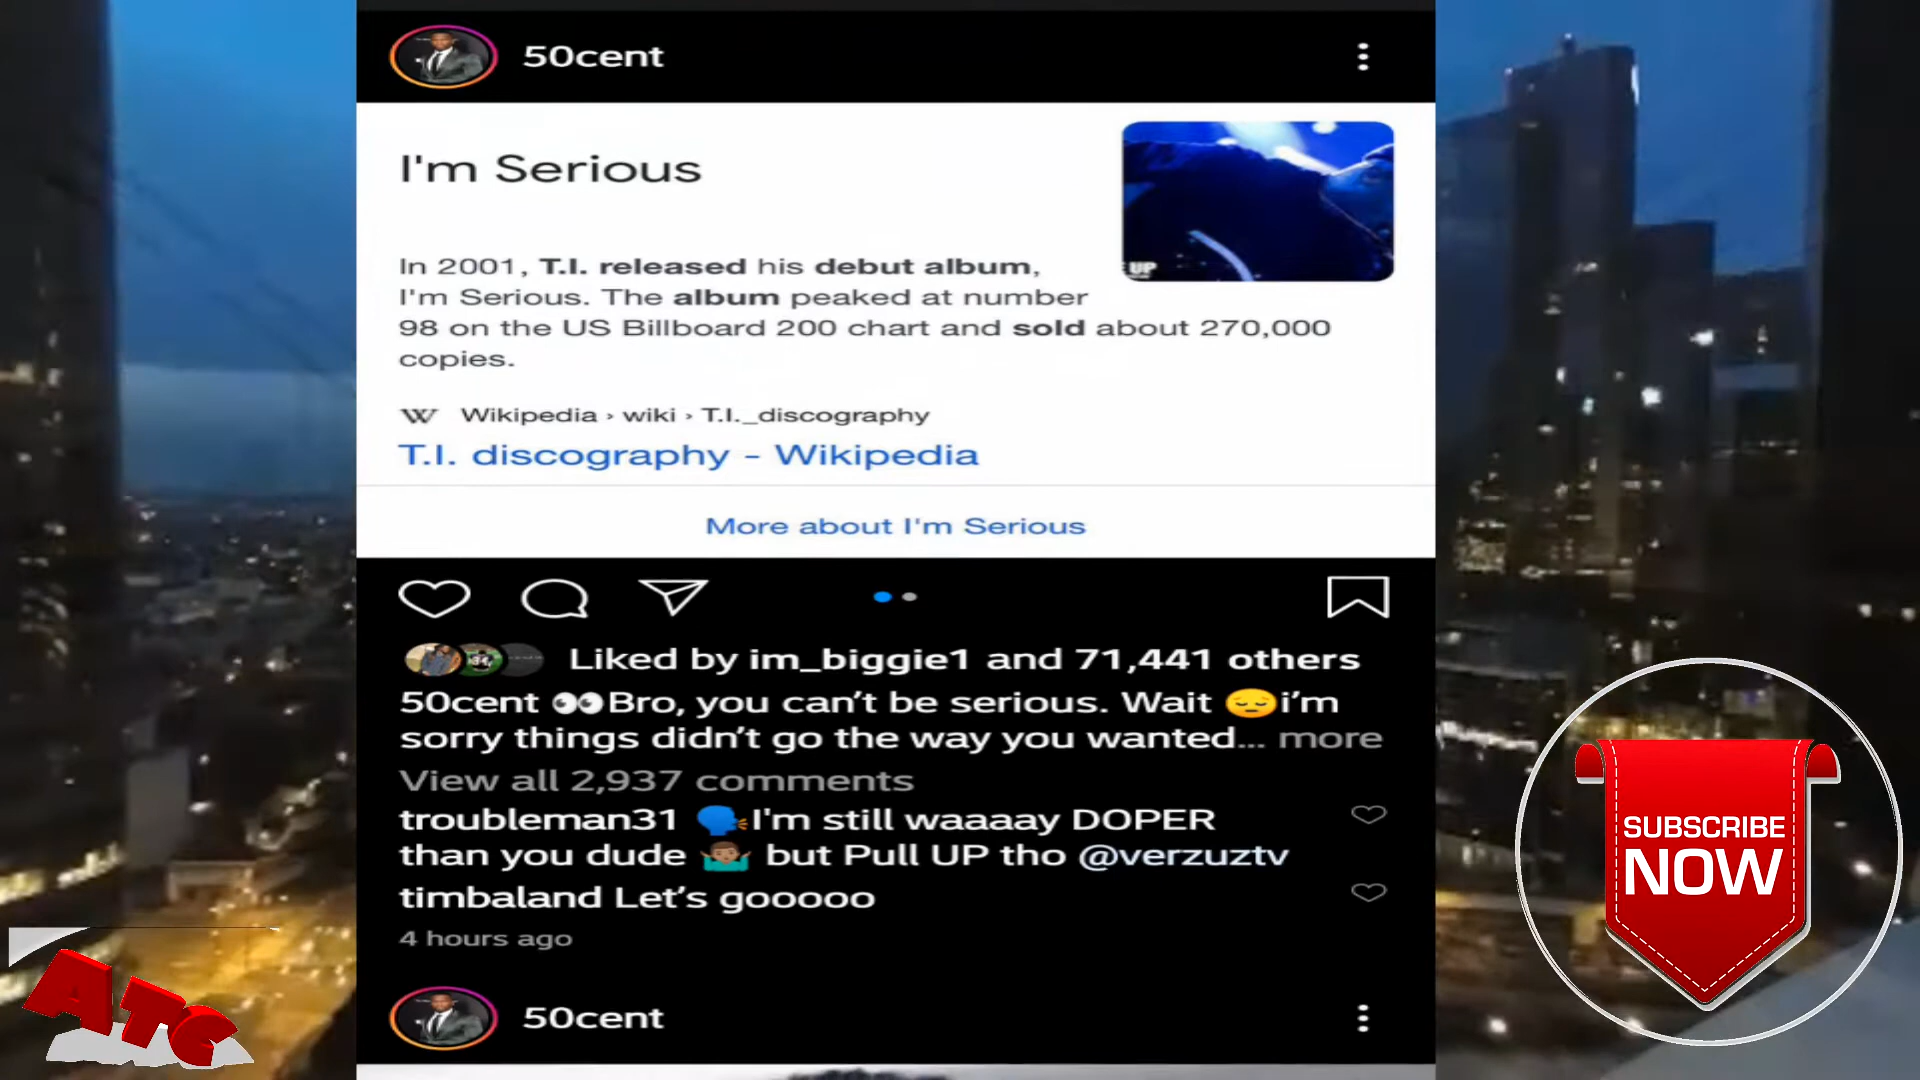 50cent
I'm Serious
UP
In 2001, T.I. released his debut album,
I'm Serious. The album peaked at number
98 on the US Billboard 200 chart and sold about 270,000
copies.
W Wikipedia › wiki › T.I._discography
T.I. discography - Wikipedia
More about I'm Serious
Liked by im_biggie1 and 71,441 others
50cent 👀Bro, you can’t be serious. Wait 😔i’m
sorry things didn’t go the way you wanted... more
View all 2,937 comments
troubleman31 🗣I'm still waaaay DOPER
than you dude 🤷🏽‍♂️ but Pull UP tho @verzuztv
timbaland Let’s gooooo
4 hours ago
50cent
SUBSCRIBE
NOW
ATC